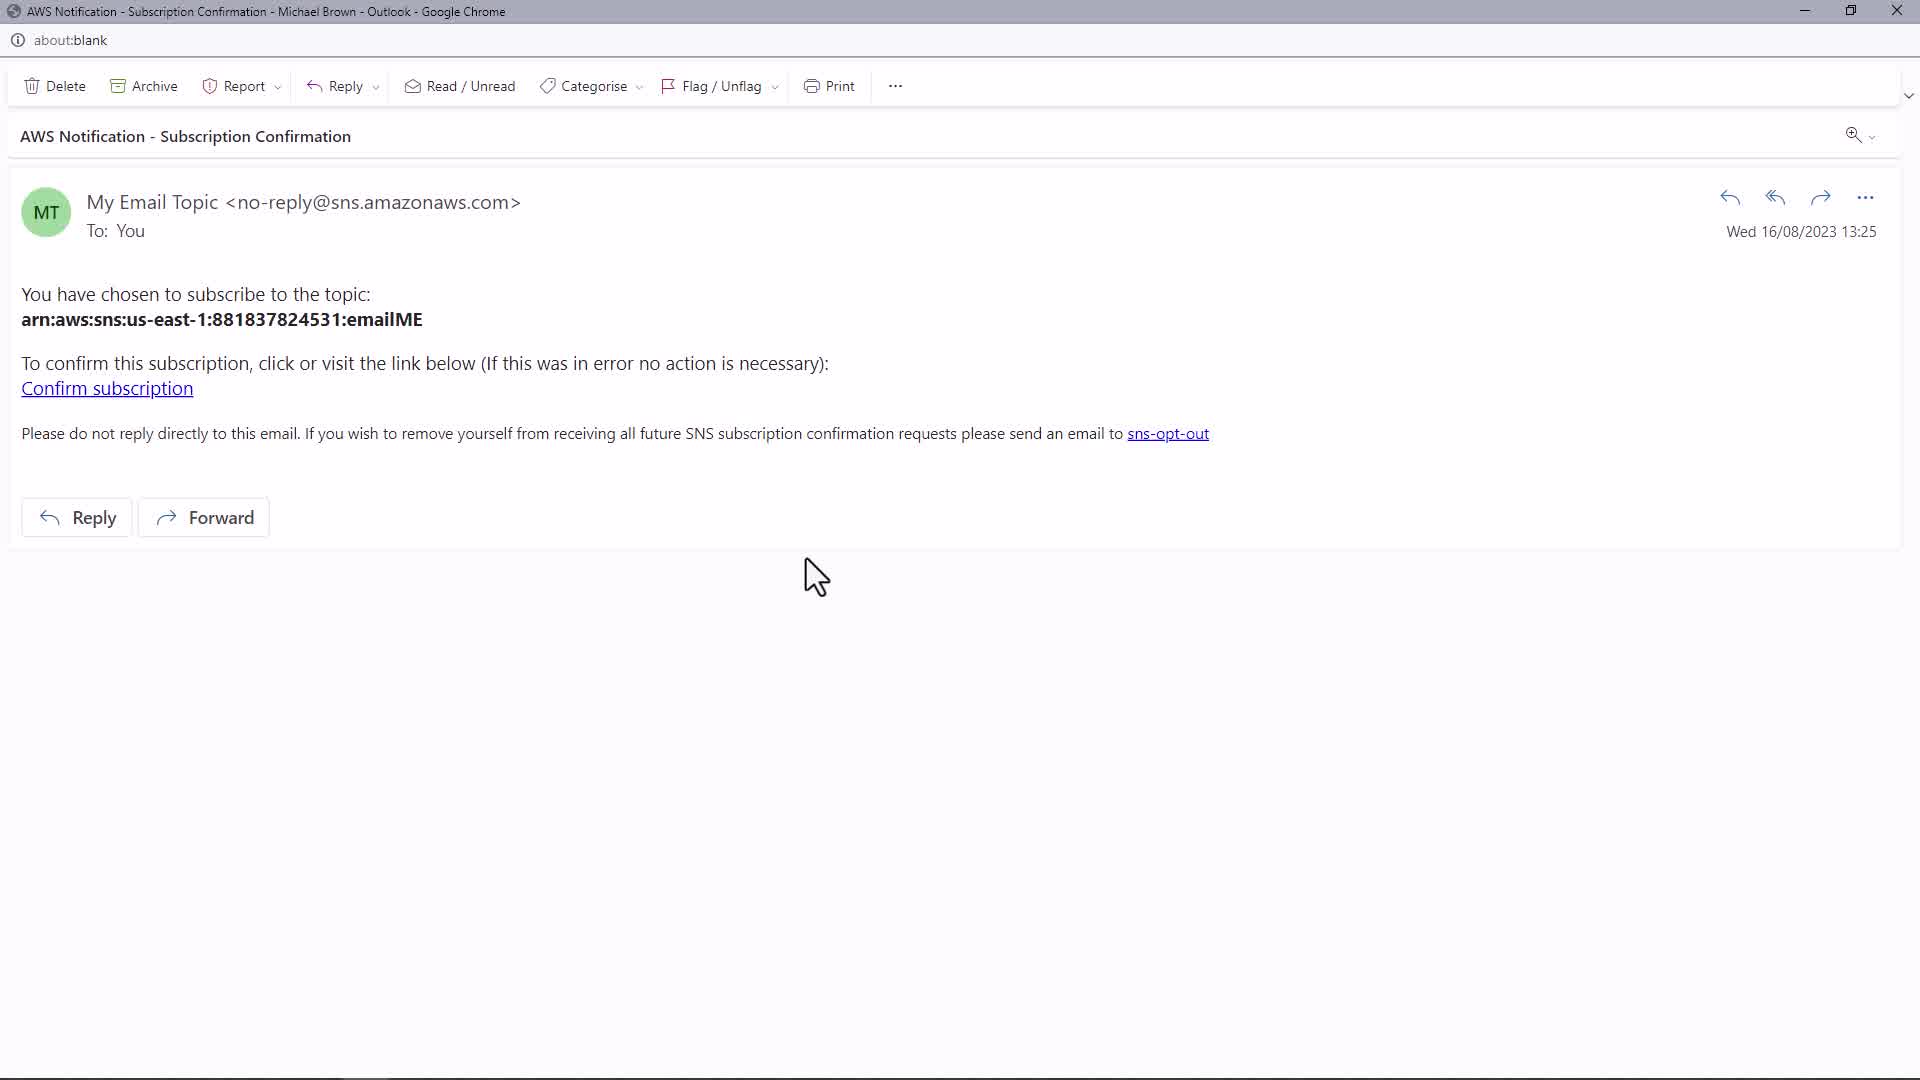 AWS Notification - Subscription Confirmation - Michael Brown - Outlook - Google Chrome
about:blank
Delete Archive Report Reply Read / Unread Categorise Flag / Unflag Print
AWS Notification - Subscription Confirmation
MT
My Email Topic <no-reply@sns.amazonaws.com>
To: You
Wed 16/08/2023 13:25
You have chosen to subscribe to the topic:
arn:aws:sns:us-east-1:881837824531:emailME
To confirm this subscription, click or visit the link below (If this was in error no action is necessary):
Confirm subscription
Please do not reply directly to this email. If you wish to remove yourself from receiving all future SNS subscription confirmation requests please send an email to sns-opt-out
Reply Forward